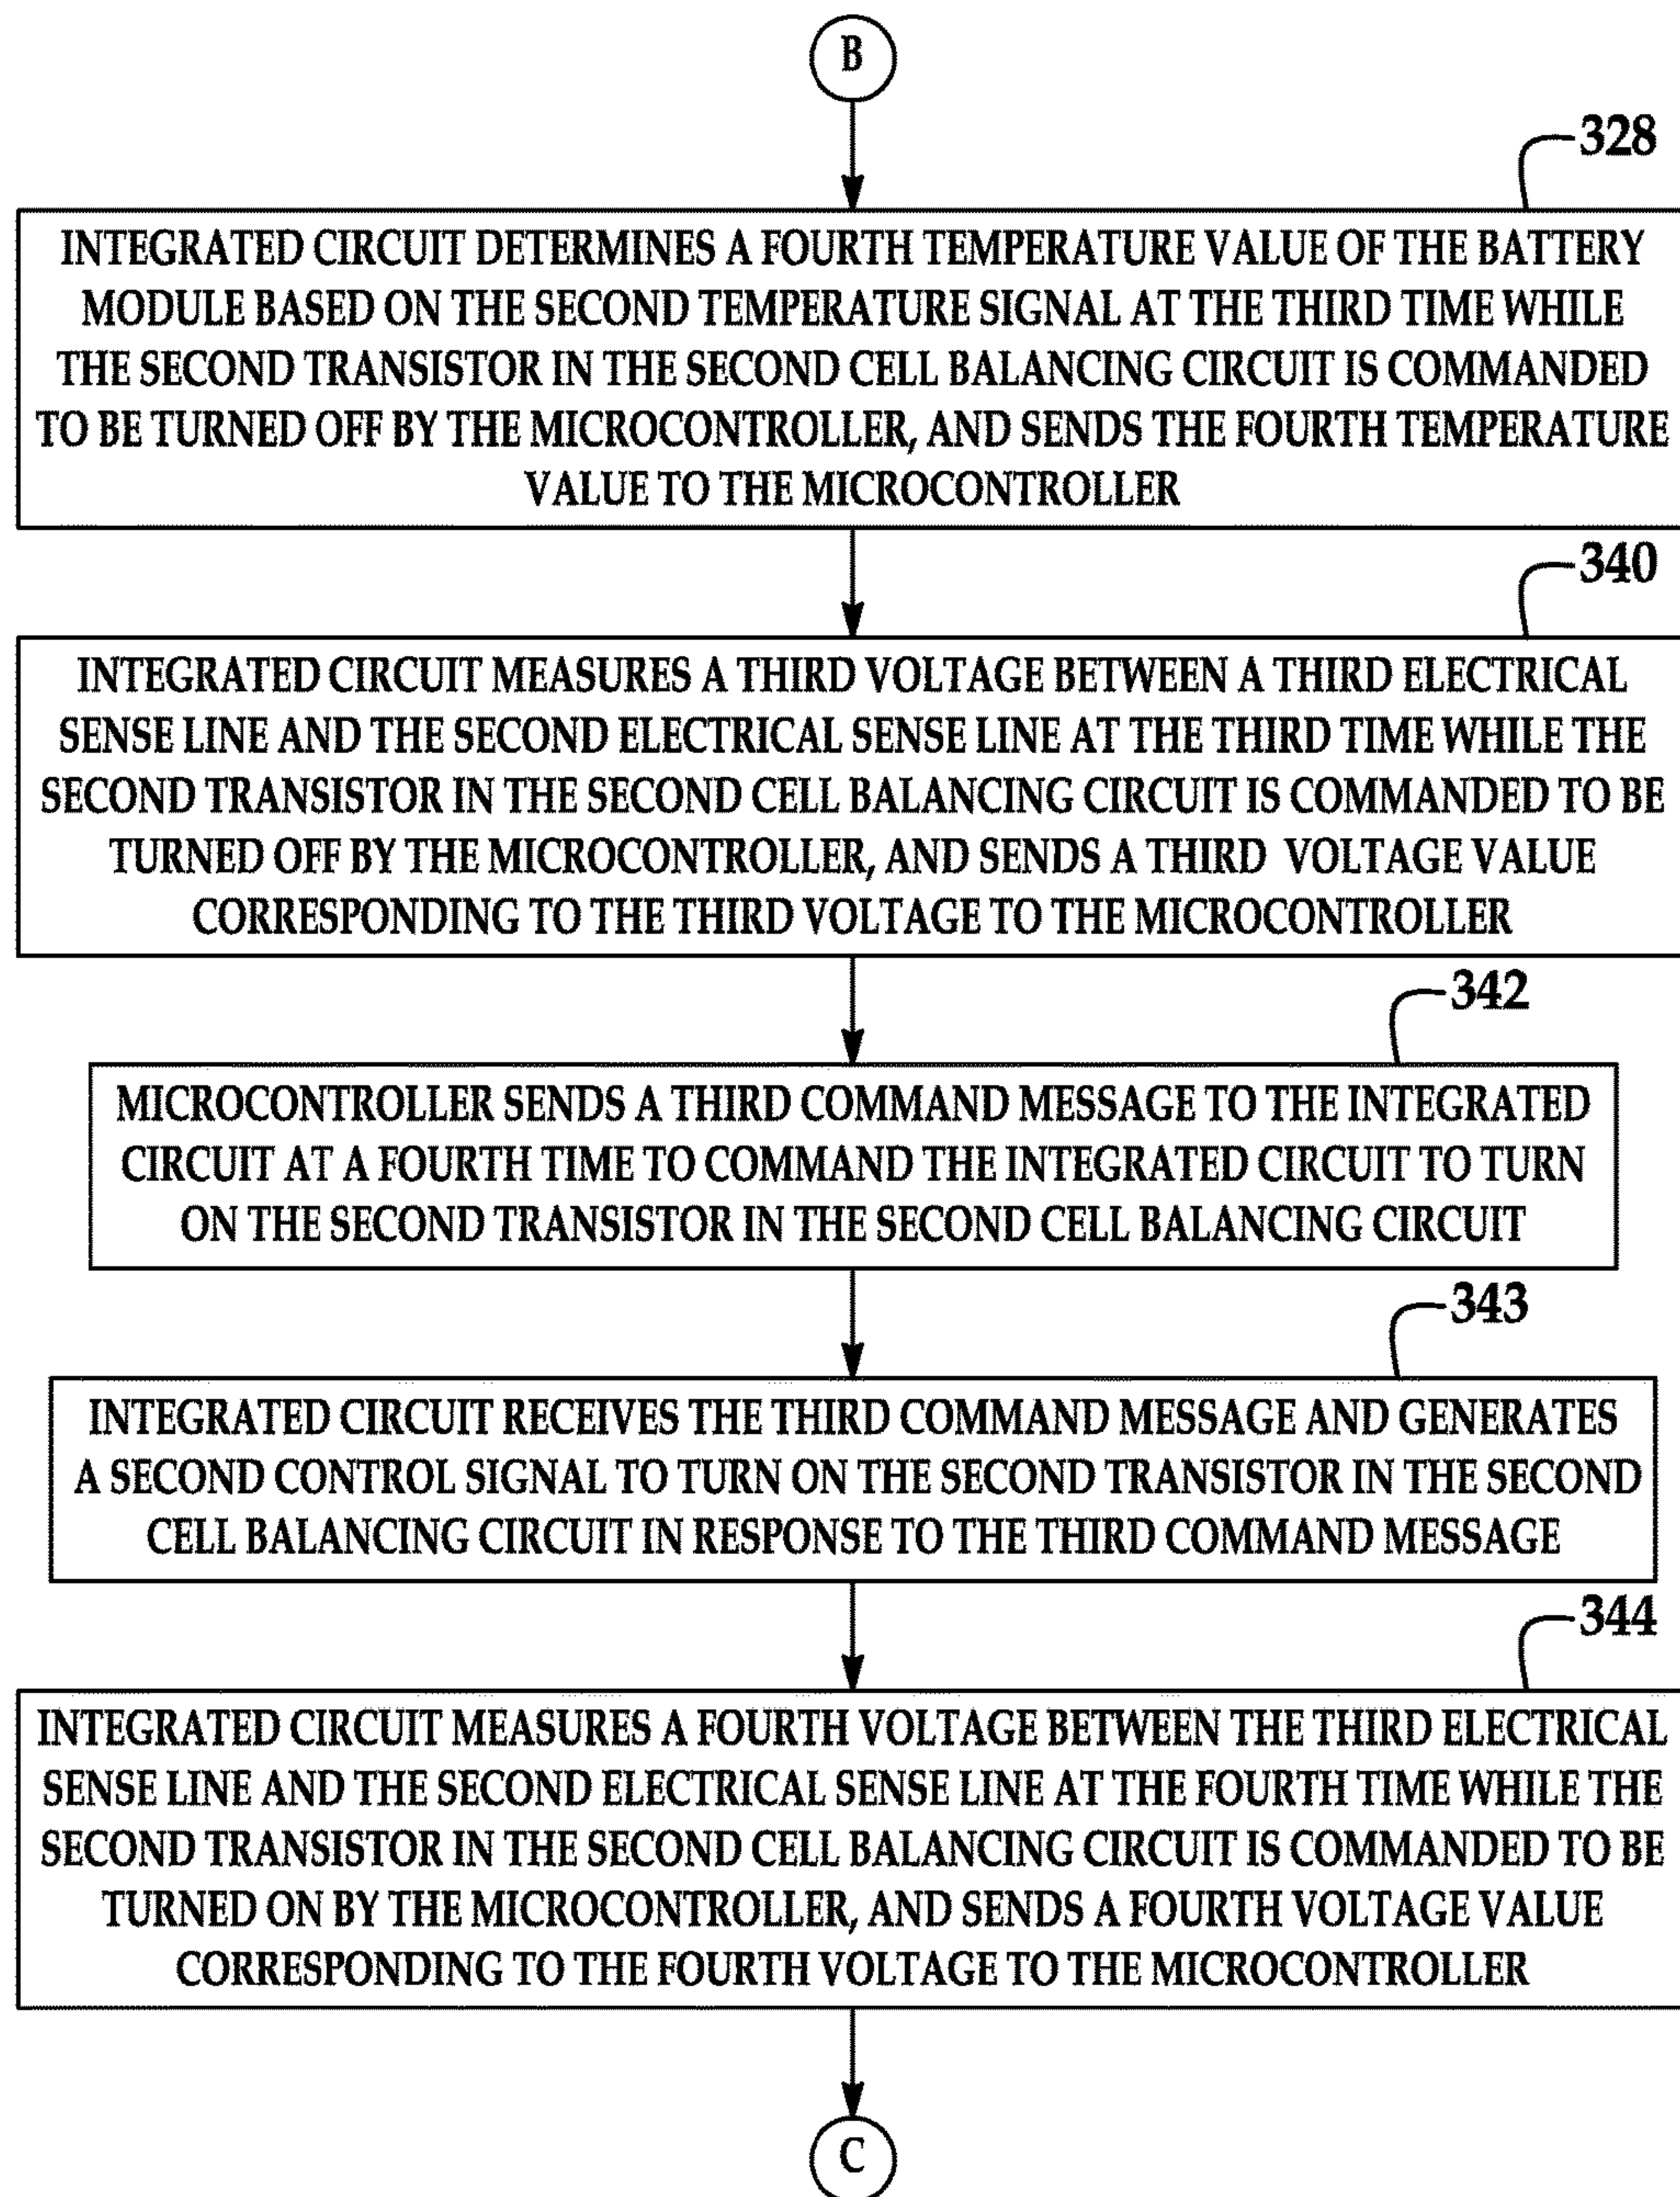 B
328
INTEGRATED CIRCUIT DETERMINES A FOURTH TEMPERATURE VALUE OF THE BATTERY
MODULE BASED ON THE SECOND TEMPERATURE SIGNAL AT THE THIRD TIME WHILE
THE SECOND TRANSISTOR IN THE SECOND CELL BALANCING CIRCUIT IS COMMANDED
TO BE TURNED OFF BY THE MICROCONTROLLER, AND SENDS THE FOURTH TEMPERATURE
VALUE TO THE MICROCONTROLLER
340
INTEGRATED CIRCUIT MEASURES A THIRD VOLTAGE BETWEEN A THIRD ELECTRICAL
SENSE LINE AND THE SECOND ELECTRICAL SENSE LINE AT THE THIRD TIME WHILE THE
SECOND TRANSISTOR IN THE SECOND CELL BALANCING CIRCUIT IS COMMANDED TO BE
TURNED OFF BY THE MICROCONTROLLER, AND SENDS A THIRD VOLTAGE VALUE
CORRESPONDING TO THE THIRD VOLTAGE TO THE MICROCONTROLLER
342
MICROCONTROLLER SENDS A THIRD COMMAND MESSAGE TO THE INTEGRATED
CIRCUIT AT A FOURTH TIME TO COMMAND THE INTEGRATED CIRCUIT TO TURN
ON THE SECOND TRANSISTOR IN THE SECOND CELL BALANCING CIRCUIT
343
INTEGRATED CIRCUIT RECEIVES THE THIRD COMMAND MESSAGE AND GENERATES
A SECOND CONTROL SIGNAL TO TURN ON THE SECOND TRANSISTOR IN THE SECOND
CELL BALANCING CIRCUIT IN RESPONSE TO THE THIRD COMMAND MESSAGE
344
INTEGRATED CIRCUIT MEASURES A FOURTH VOLTAGE BETWEEN THE THIRD ELECTRICAL
SENSE LINE AND THE SECOND ELECTRICAL SENSE LINE AT THE FOURTH TIME WHILE THE
SECOND TRANSISTOR IN THE SECOND CELL BALANCING CIRCUIT IS COMMANDED TO BE
TURNED ON BY THE MICROCONTROLLER, AND SENDS A FOURTH VOLTAGE VALUE
CORRESPONDING TO THE FOURTH VOLTAGE TO THE MICROCONTROLLER
C